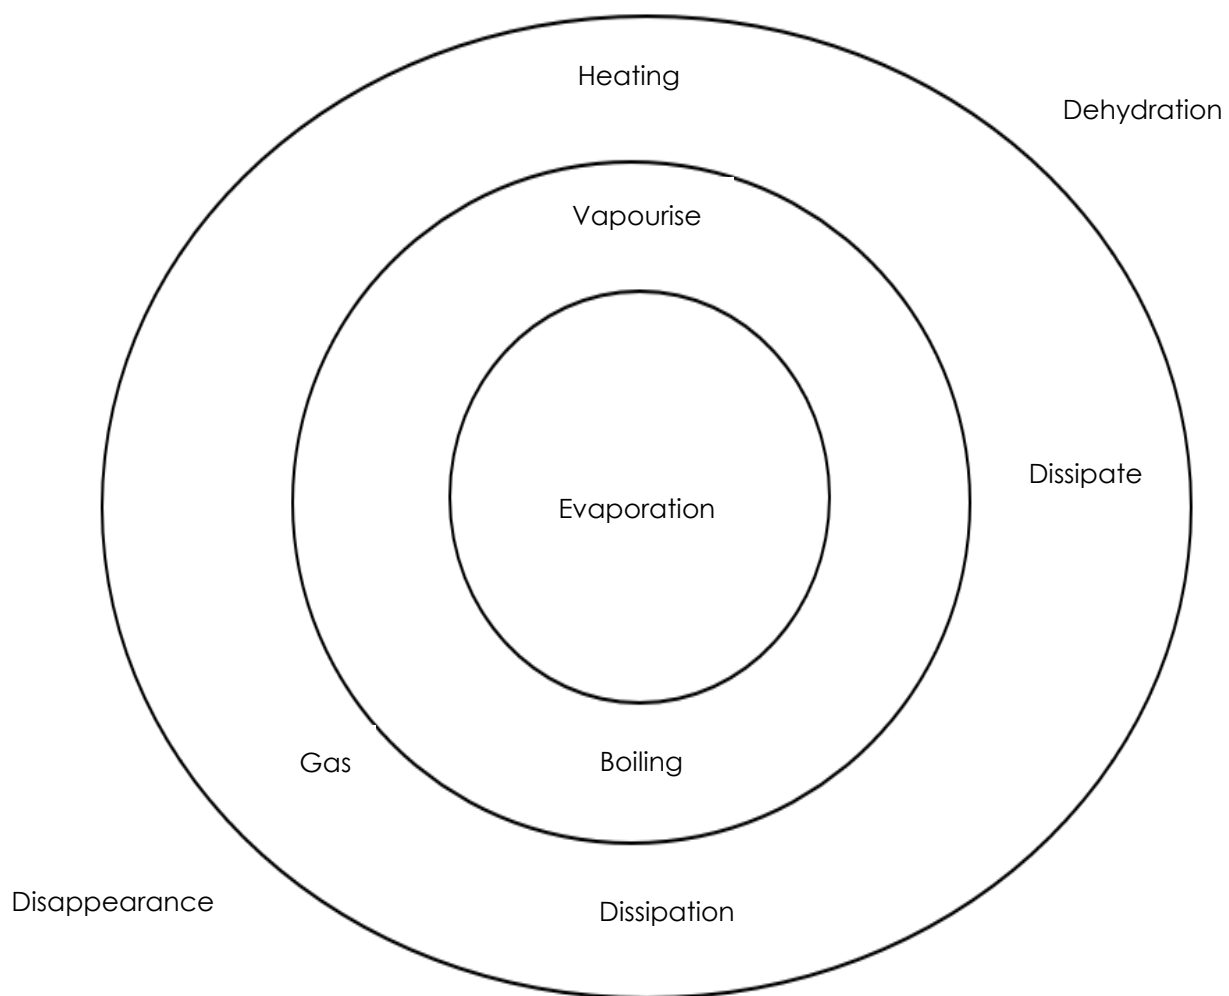 Heating
Dehydration
Vapourise
Dissipate
Evaporation
Gas
Boiling
Disappearance
Dissipation